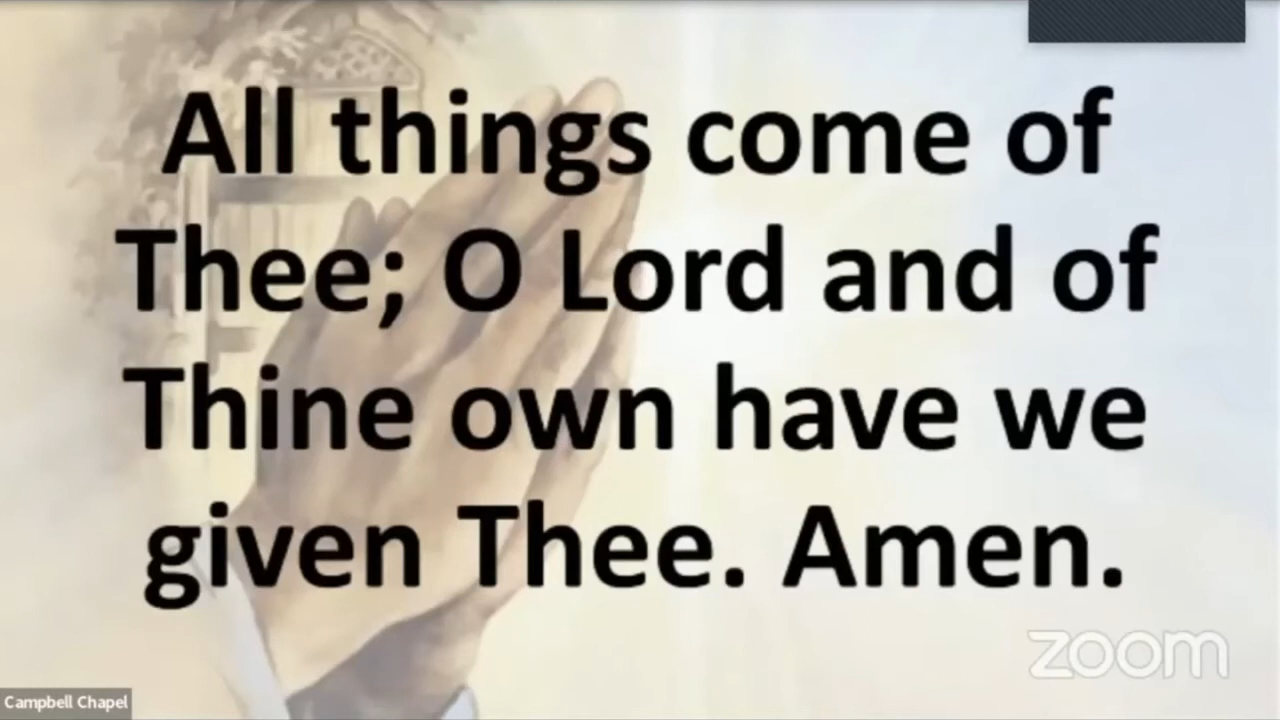 All things come of
Thee; O Lord and of
Thine own have we
given Thee. Amen.
zoom
Campbell Chapel